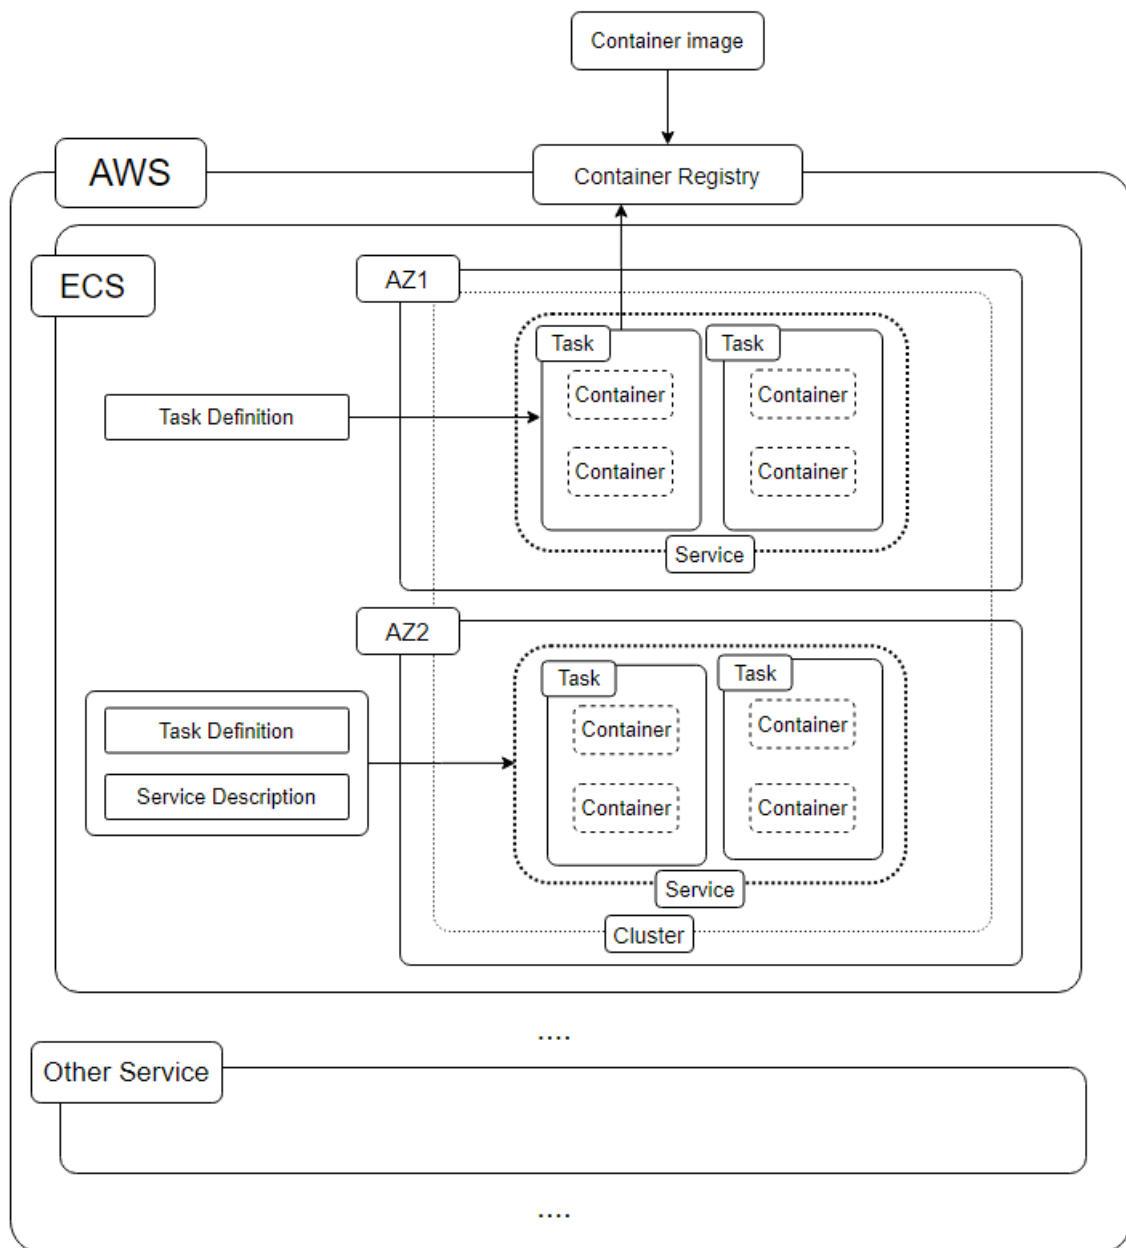 Container image
AWS
Container Registry
ECS
AZ1
Task
Task
Container
Container
Task Definition
Container
Container
Service
AZ2
Task
Task
Container
Container
Task Definition
Service Description
Container
Container
Service
Cluster
....
Other Service
....